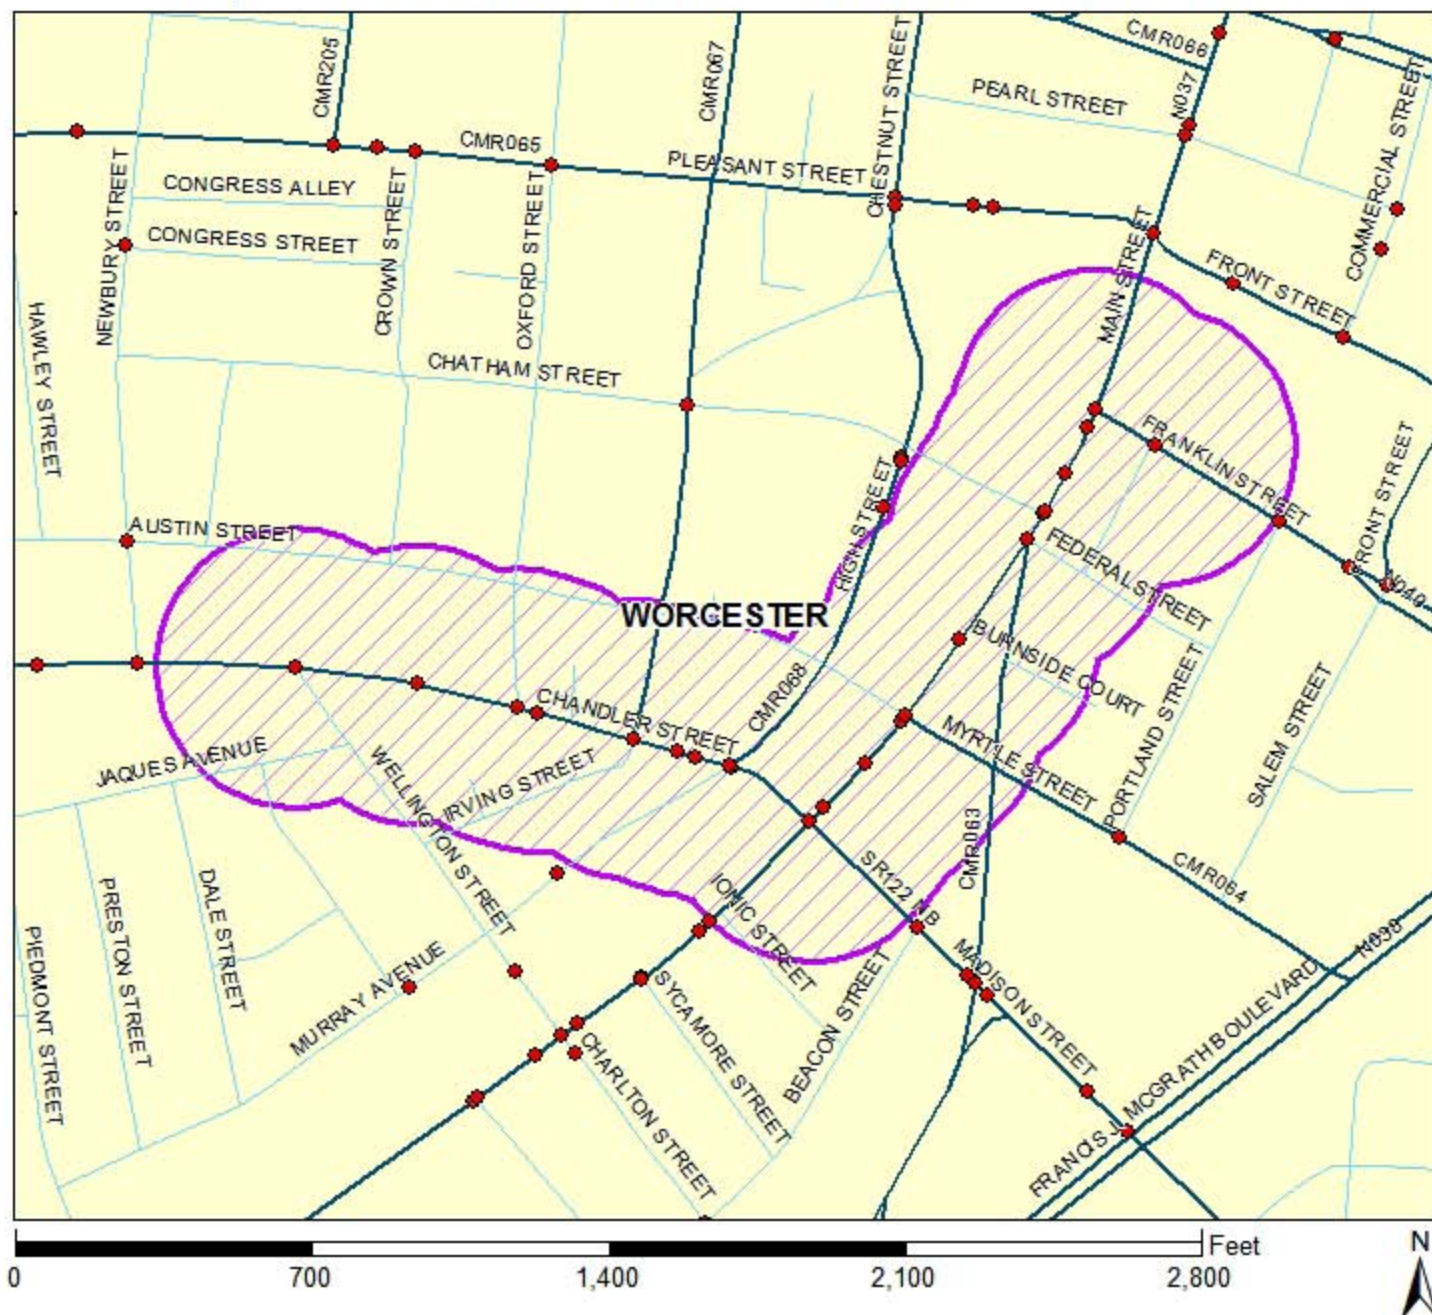 CMR205
CMR067
CHESTNUT STREET
CMR066
N037
PEARL STREET
COMMERCIAL STREET
CMR065
PLEASANT STREET
CONGRESS ALLEY
NEWBURY STREET
CROWN STREET
OXFORD STREET
CONGRESS STREET
MAIN STREET
FRONT STREET
HAWLEY STREET
CHATHAM STREET
FRANKLIN STREET
FRONT STREET
HIGH STREET
AUSTIN STREET
FEDERAL STREET
N040
WORCESTER
BURNSIDE COURT
CMR068
CHANDLER STREET
MYRTLE STREET
PORTLAND STREET
SALEM STREET
JAQUES AVENUE
WELLINGTON STREET
IRVING STREET
CMR063
SR122 NB
CMR064
DALE STREET
PRESTON STREET
IONIC STREET
PIEDMONT STREET
MURRAY AVENUE
SYCAMORE STREET
BEACON STREET
MADISON STREET
N038
CHARLTON STREET
FRANCIS J MCGRATH BOULEVARD
Feet
N
0 700 1,400 2,100 2,800